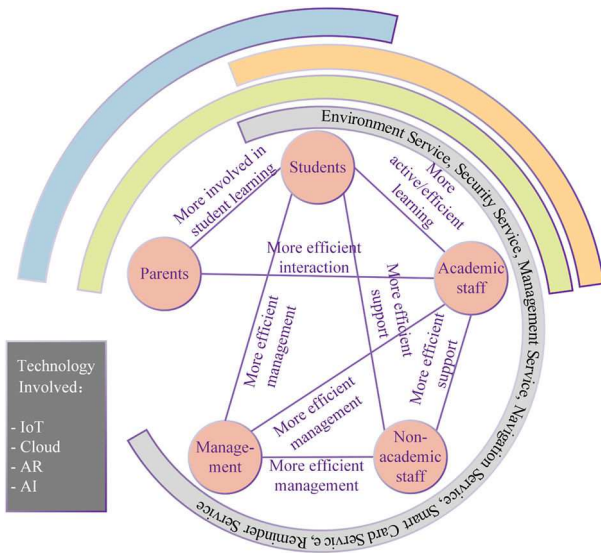 Environment Service, Security Service, Management Service, Navigation Service, Smart Card Service, Reminder Service
Students
More involved in
student learning
More
active/efficient
learning
Parents
More efficient
interaction
Academic
staff
More efficient
management
More efficient
support
More efficient
support
More efficient
management
Manage-
ment
More efficient
management
Non-
academic
staff
Technology
Involved：
- IoT
- Cloud
- AR
- AI